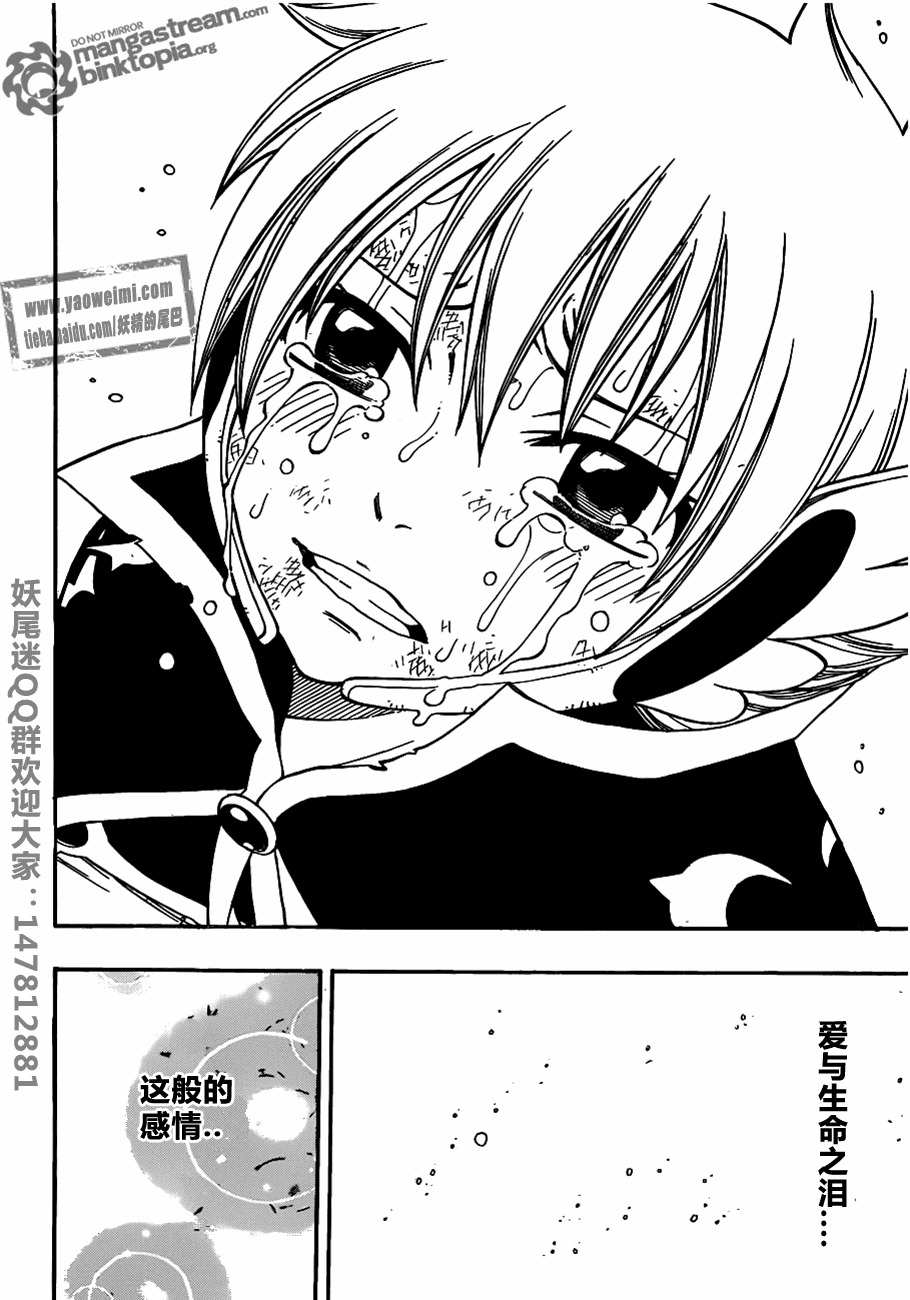 DO NOT MIRROR
mangastream.com
binktopia.org
www.yaoweimi.com
tieba.baidu.com/妖精的尾巴
妖尾迷QQ群欢迎大家：147812881
爱与生命之泪....
这般的
感情..